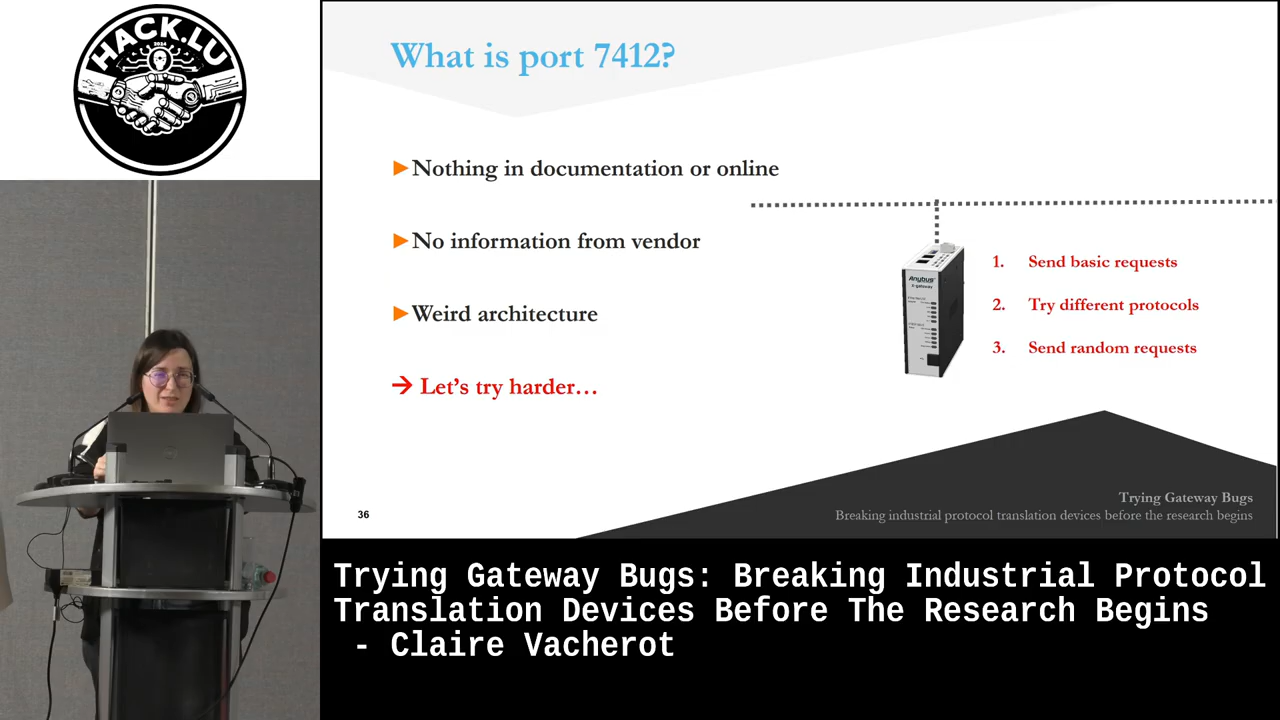 HACK.LU
2024
What is port 7412?
►Nothing in documentation or online
►No information from vendor
►Weird architecture
→ Let's try harder…
Anybus
X-gateway
1. Send basic requests
2. Try different protocols
3. Send random requests
36
Trying Gateway Bugs
Breaking industrial protocol translation devices before the research begins
Trying Gateway Bugs: Breaking Industrial Protocol
Translation Devices Before The Research Begins
- Claire Vacherot